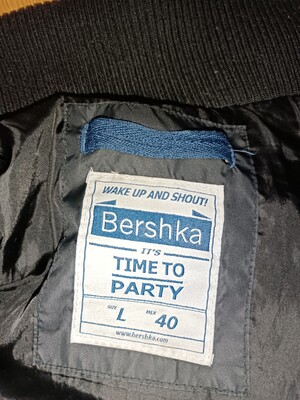 WAKE UP AND SHOUT!
Bershka
IT'S
TIME TO
PARTY
SIZE L MEX 40
www.bershka.com